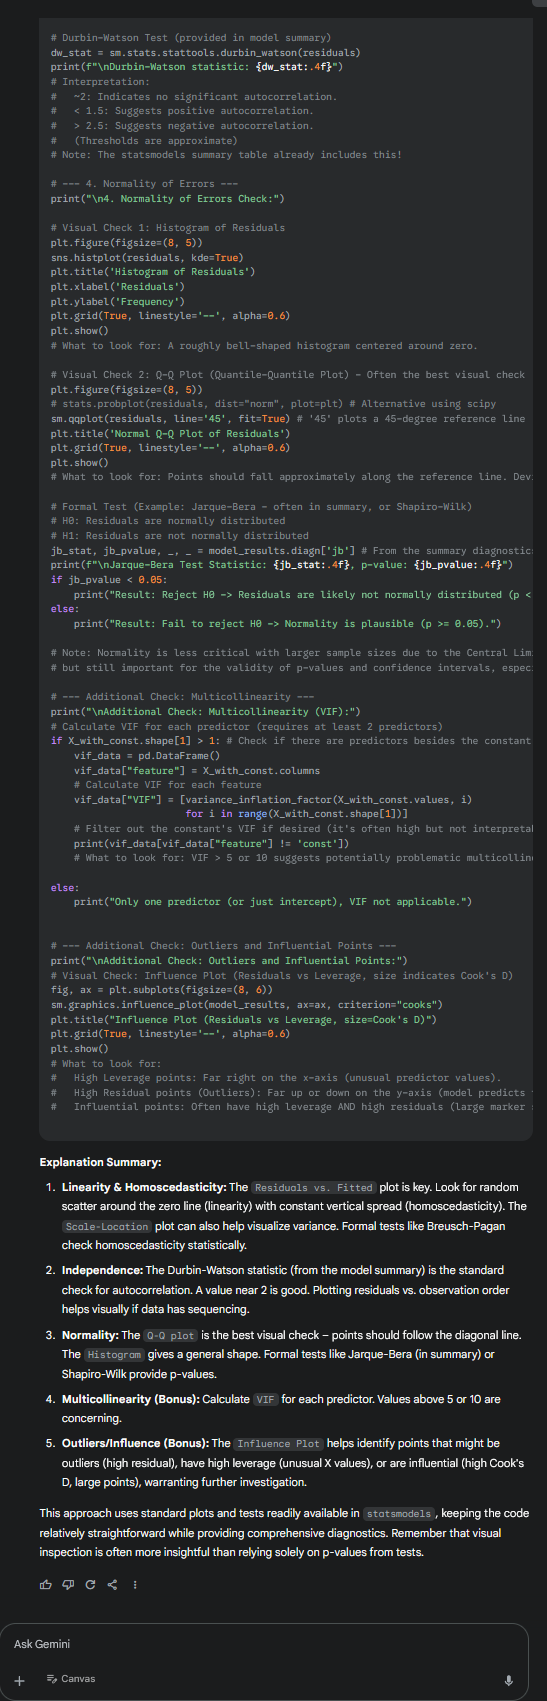 # Durbin-Watson Test (provided in model summary)
dw_stat = sm.stats.stattools.durbin_watson(residuals)
print(f"\nDurbin-Watson statistic: {dw_stat:.4f}")
# Interpretation:
#   ~2: Indicates no significant autocorrelation.
#   < 1.5: Suggests positive autocorrelation.
#   > 2.5: Suggests negative autocorrelation.
#   (Thresholds are approximate)
# Note: The statsmodels summary table already includes this!
# --- 4. Normality of Errors ---
print("\n4. Normality of Errors Check:")
# Visual Check 1: Histogram of Residuals
plt.figure(figsize=(8, 5))
sns.histplot(residuals, kde=True)
plt.title('Histogram of Residuals')
plt.xlabel('Residuals')
plt.ylabel('Frequency')
plt.grid(True, linestyle='--', alpha=0.6)
plt.show()
# What to look for: A roughly bell-shaped histogram centered around zero.
# Visual Check 2: Q-Q Plot (Quantile-Quantile Plot) - Often the best visual check
plt.figure(figsize=(8, 5))
# stats.probplot(residuals, dist="norm", plot=plt) # Alternative using scipy
sm.qqplot(residuals, line='45', fit=True) # '45' plots a 45-degree reference line
plt.title('Normal Q-Q Plot of Residuals')
plt.grid(True, linestyle='--', alpha=0.6)
plt.show()
# What to look for: Points should fall approximately along the reference line. Dev
# Formal Test (Example: Jarque-Bera - often in summary, or Shapiro-Wilk)
# H0: Residuals are normally distributed
# H1: Residuals are not normally distributed
jb_stat, jb_pvalue, _, _ = model_results.diagn['jb'] # From the summary diagnostic
print(f"\nJarque-Bera Test Statistic: {jb_stat:.4f}, p-value: {jb_pvalue:.4f}")
if jb_pvalue < 0.05:
    print("Result: Reject H0 -> Residuals are likely not normally distributed (p <
else:
    print("Result: Fail to reject H0 -> Normality is plausible (p >= 0.05).")
# Note: Normality is less critical with larger sample sizes due to the Central Lim
# but still important for the validity of p-values and confidence intervals, espec
# --- Additional Check: Multicollinearity ---
print("\nAdditional Check: Multicollinearity (VIF):")
# Calculate VIF for each predictor (requires at least 2 predictors)
if X_with_const.shape[1] > 1: # Check if there are predictors besides the constant
    vif_data = pd.DataFrame()
    vif_data["feature"] = X_with_const.columns
    # Calculate VIF for each feature
    vif_data["VIF"] = [variance_inflation_factor(X_with_const.values, i)
                       for i in range(X_with_const.shape[1])]
    # Filter out the constant's VIF if desired (it's often high but not interpreta
    print(vif_data[vif_data["feature"] != 'const'])
    # What to look for: VIF > 5 or 10 suggests potentially problematic multicollin
else:
    print("Only one predictor (or just intercept), VIF not applicable.")
# --- Additional Check: Outliers and Influential Points ---
print("\nAdditional Check: Outliers and Influential Points:")
# Visual Check: Influence Plot (Residuals vs Leverage, size indicates Cook's D)
fig, ax = plt.subplots(figsize=(8, 6))
sm.graphics.influence_plot(model_results, ax=ax, criterion="cooks")
plt.title("Influence Plot (Residuals vs Leverage, size=Cook's D)")
plt.grid(True, linestyle='--', alpha=0.6)
plt.show()
# What to look for:
#   High Leverage points: Far right on the x-axis (unusual predictor values).
#   High Residual points (Outliers): Far up or down on the y-axis (model predicts
#   Influential points: Often have high leverage AND high residuals (large marker
Explanation Summary:
1. Linearity & Homoscedasticity: The Residuals vs. Fitted plot is key. Look for random
scatter around the zero line (linearity) with constant vertical spread (homoscedasticity). The
Scale-Location plot can also help visualize variance. Formal tests like Breusch-Pagan
check homoscedasticity statistically.
2. Independence: The Durbin-Watson statistic (from the model summary) is the standard
check for autocorrelation. A value near 2 is good. Plotting residuals vs. observation order
helps visually if data has sequencing.
3. Normality: The Q-Q plot is the best visual check – points should follow the diagonal line.
The Histogram gives a general shape. Formal tests like Jarque-Bera (in summary) or
Shapiro-Wilk provide p-values.
4. Multicollinearity (Bonus): Calculate VIF for each predictor. Values above 5 or 10 are
concerning.
5. Outliers/Influence (Bonus): The Influence Plot helps identify points that might be
outliers (high residual), have high leverage (unusual X values), or are influential (high Cook's
D, large points), warranting further investigation.
This approach uses standard plots and tests readily available in statsmodels, keeping the code
relatively straightforward while providing comprehensive diagnostics. Remember that visual
inspection is often more insightful than relying solely on p-values from tests.
Ask Gemini
Canvas